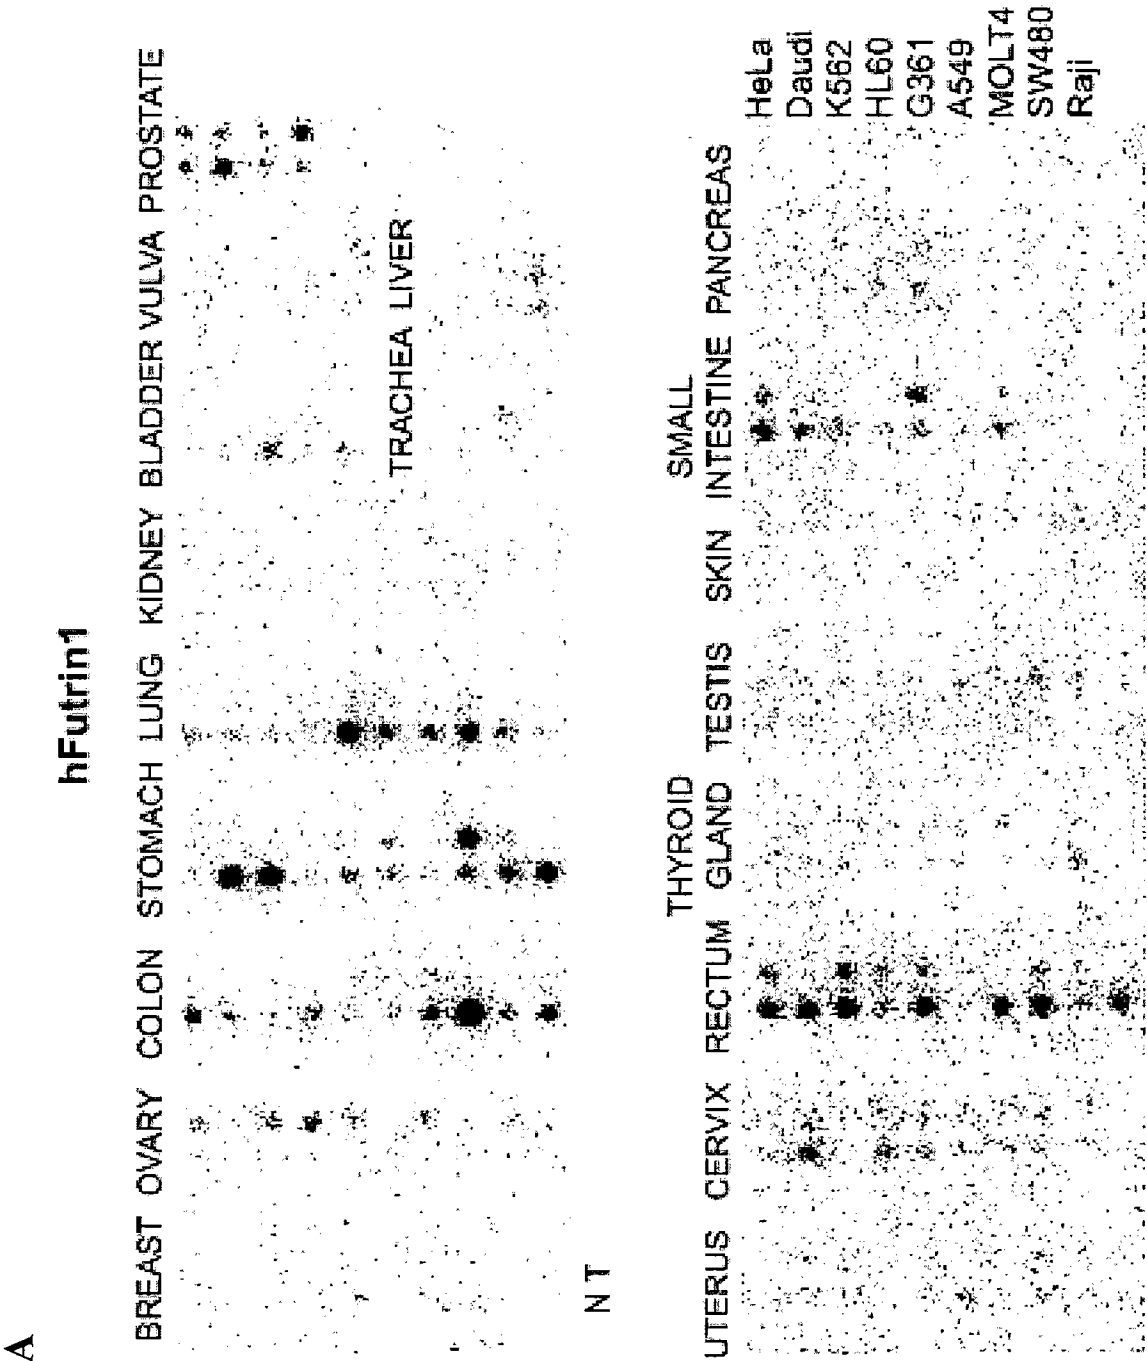 A
hFutrin1
BREAST OVARY COLON STOMACH LUNG KIDNEY BLADDER VULVA PROSTATE
TRACHEA LIVER
N T
THYROID SMALL
UTERUS CERVIX RECTUM GLAND TESTIS SKIN INTESTINE PANCREAS
HeLa
Daudi
K562
HL60
G361
A549
MOLT4
SW480
Raji